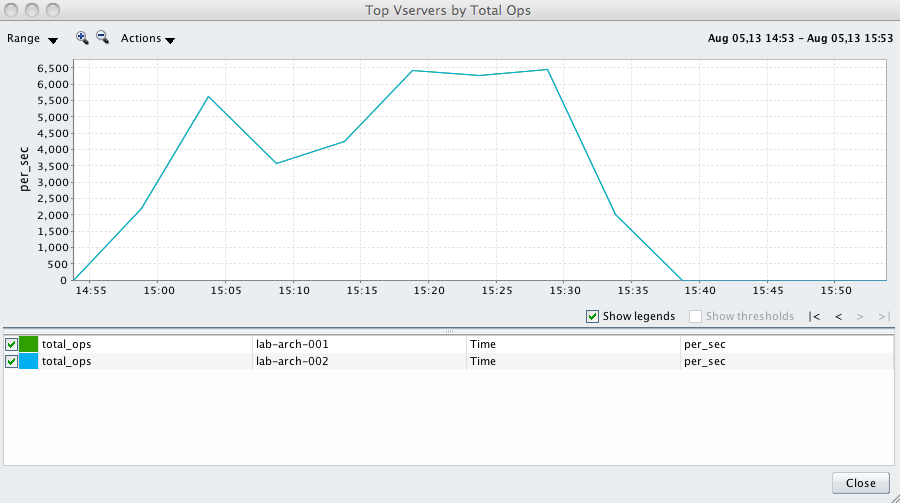 Top Vservers by Total Ops
Range Actions Aug 05,13 14:53 - Aug 05,13 15:53
6,500
6,000
5,500
5,000
4,500
4,000
3,500
3,000
2,500
2,000
1,500
1,000
500
0
per_sec
14:55 15:00 15:05 15:10 15:15 15:20 15:25 15:30 15:35 15:40 15:45 15:50
Show legends Show thresholds |< < > >|
total_ops lab-arch-001 Time per_sec
total_ops lab-arch-002 Time per_sec
Close